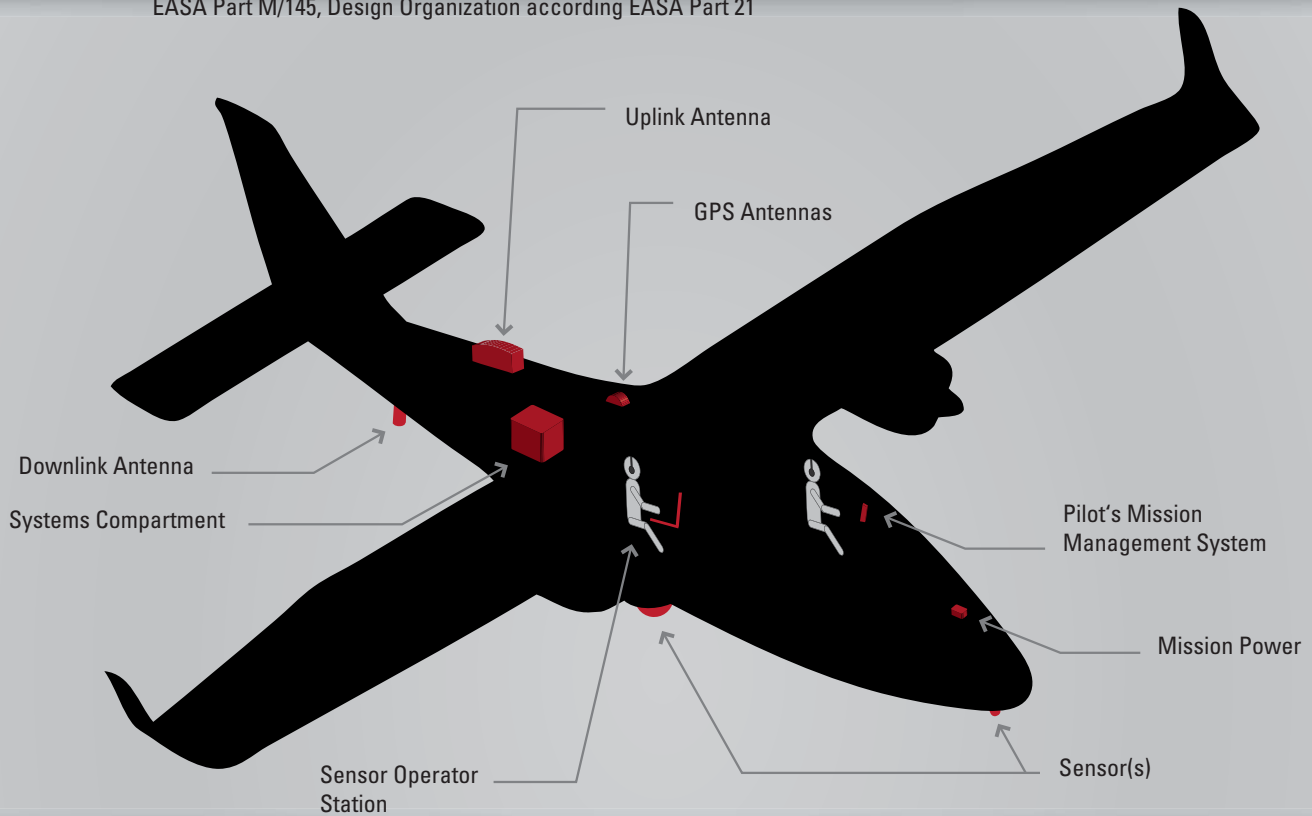 EASA Part M/145, Design Organization according EASA Part 21
Uplink Antenna
GPS Antennas
Downlink Antenna
Systems Compartment
Pilot‘s Mission
Management System
Mission Power
Sensor(s)
Sensor Operator
Station